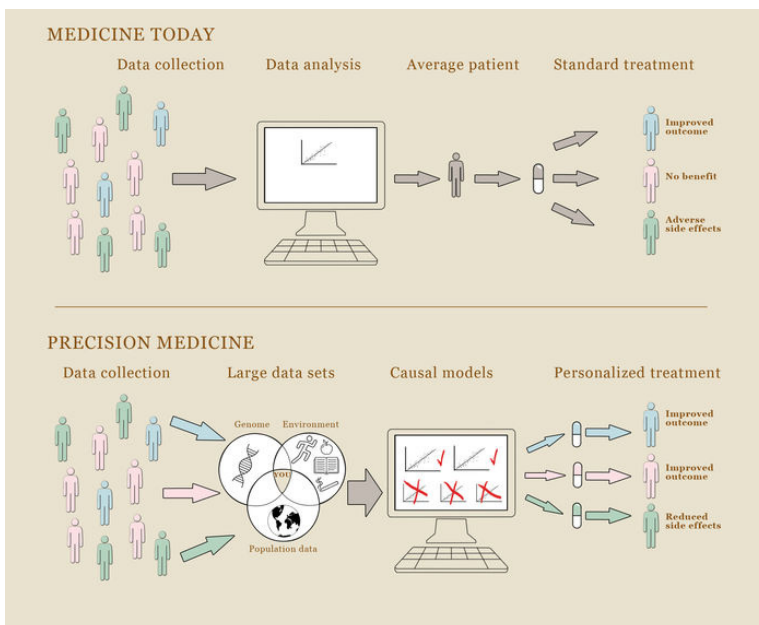 MEDICINE TODAY
Data collection
Data analysis
Average patient
Standard treatment
Improved
outcome
No benefit
Adverse
side effects
PRECISION MEDICINE
Data collection
Large data sets
Causal models
Personalized treatment
Genome
Environment
YOU
Population data
Improved
outcome
Improved
outcome
Reduced
side effects